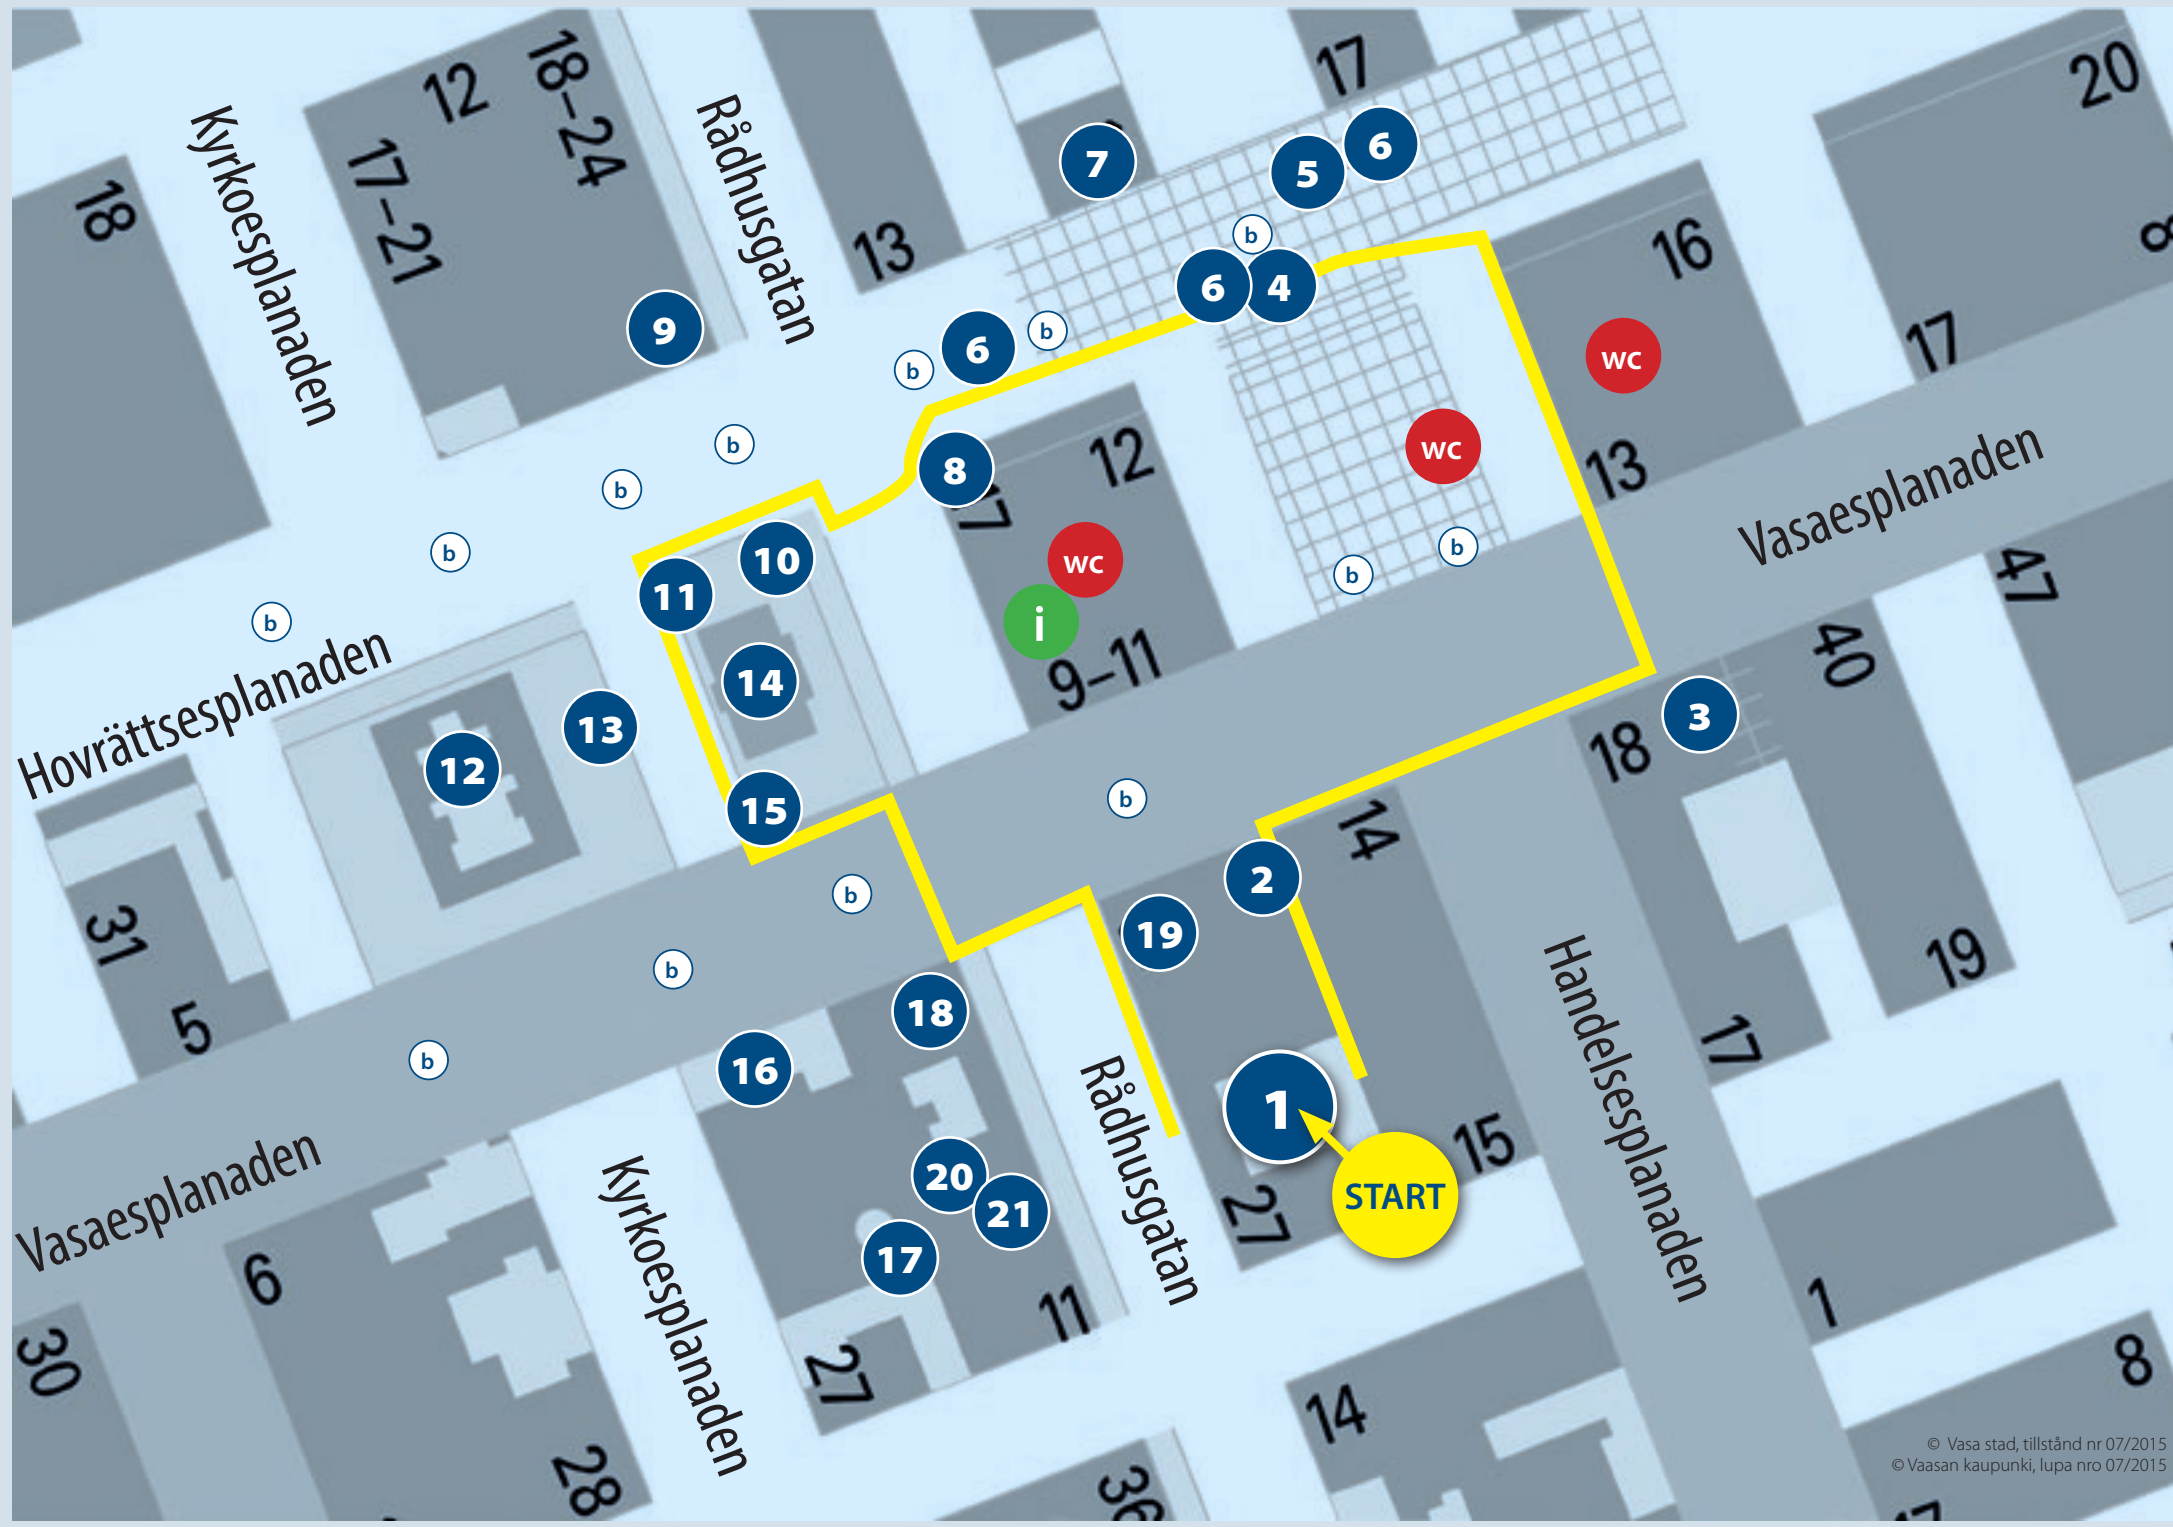 12
18–24
17
20
Kyrkoesplanaden
Rådhusgatan
17–21
18
7
5
6
13
b
6
4
16
8
9
6
b
b
wc
17
b
8
12
13
wc
Vasaesplanaden
b
17
b
10
wc
b
b
47
11
i
b
Hovrättsesplanaden
14
9–11
40
13
3
12
18
15
b
14
2
b
19
31
b
18
19
5
16
b
1
17
Handelsesplanaden
Rådhusgatan
15
Vasaesplanaden
20
21
START
27
Kyrkoesplanaden
17
6
11
1
30
27
14
8
28
36
© Vasa stad, tillstånd nr 07/2015
© Vaasan kaupunki, lupa nro 07/2015